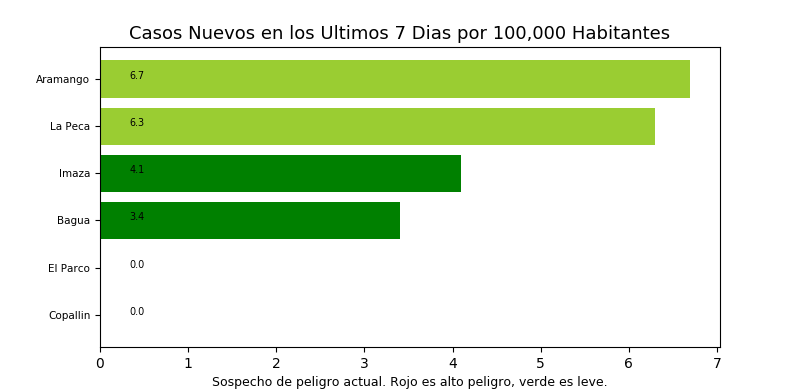 Casos Nuevos en los Ultimos 7 Dias por 100,000 Habitantes
Aramango 6.7
La Peca 6.3
Imaza 4.1
Bagua 3.4
El Parco 0.0
Copallin 0.0
0 1 2 3 4 5 6 7
Sospecho de peligro actual. Rojo es alto peligro, verde es leve.